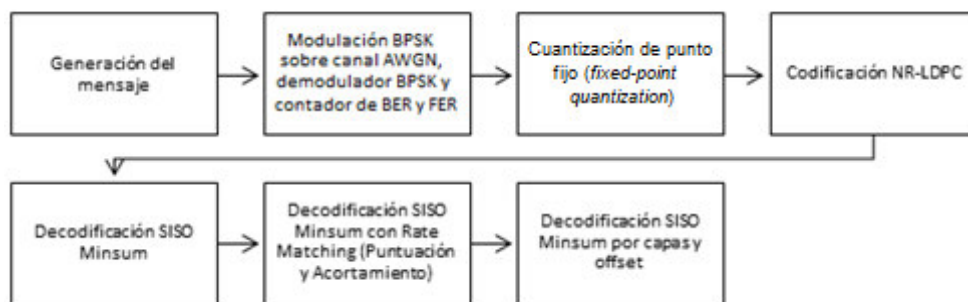 Generación del
mensaje
Modulación BPSK
sobre canal AWGN,
demodulador BPSK y
contador de BER y FER
Cuantización de punto
fijo (fixed-point
quantization)
Codificación NR-LDPC
Decodificación SISO
Minsum
Decodificación SISO
Minsum con Rate
Matching (Puntuación
y Acortamiento)
Decodificación SISO
Minsum por capas y
offset